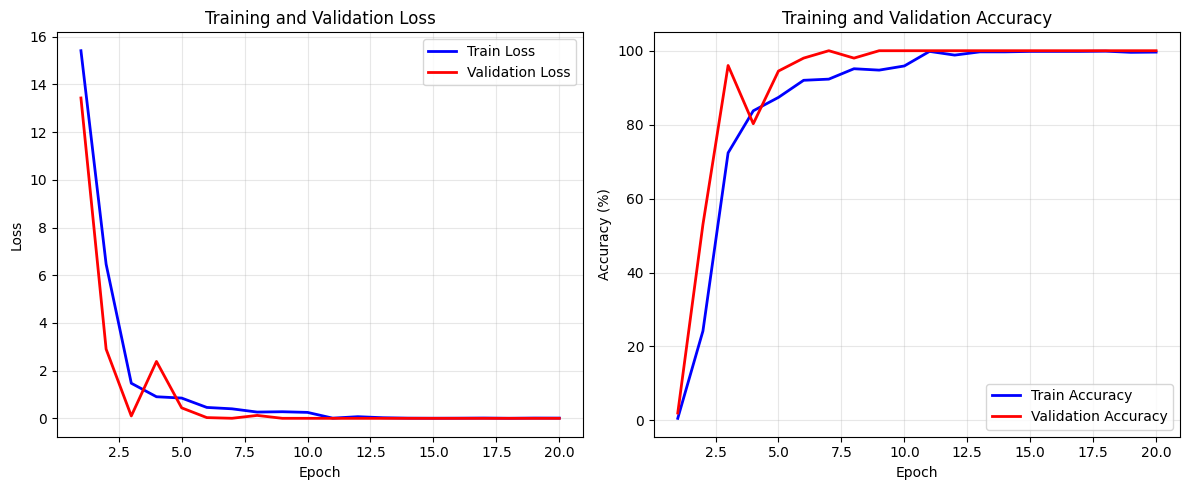 Training and Validation Loss
16
14
12
10
8
6
4
2
0
Loss
2.5 5.0 7.5 10.0 12.5 15.0 17.5 20.0
Epoch
Train Loss
Validation Loss
Training and Validation Accuracy
100
80
60
40
20
0
Accuracy (%)
2.5 5.0 7.5 10.0 12.5 15.0 17.5 20.0
Epoch
Train Accuracy
Validation Accuracy